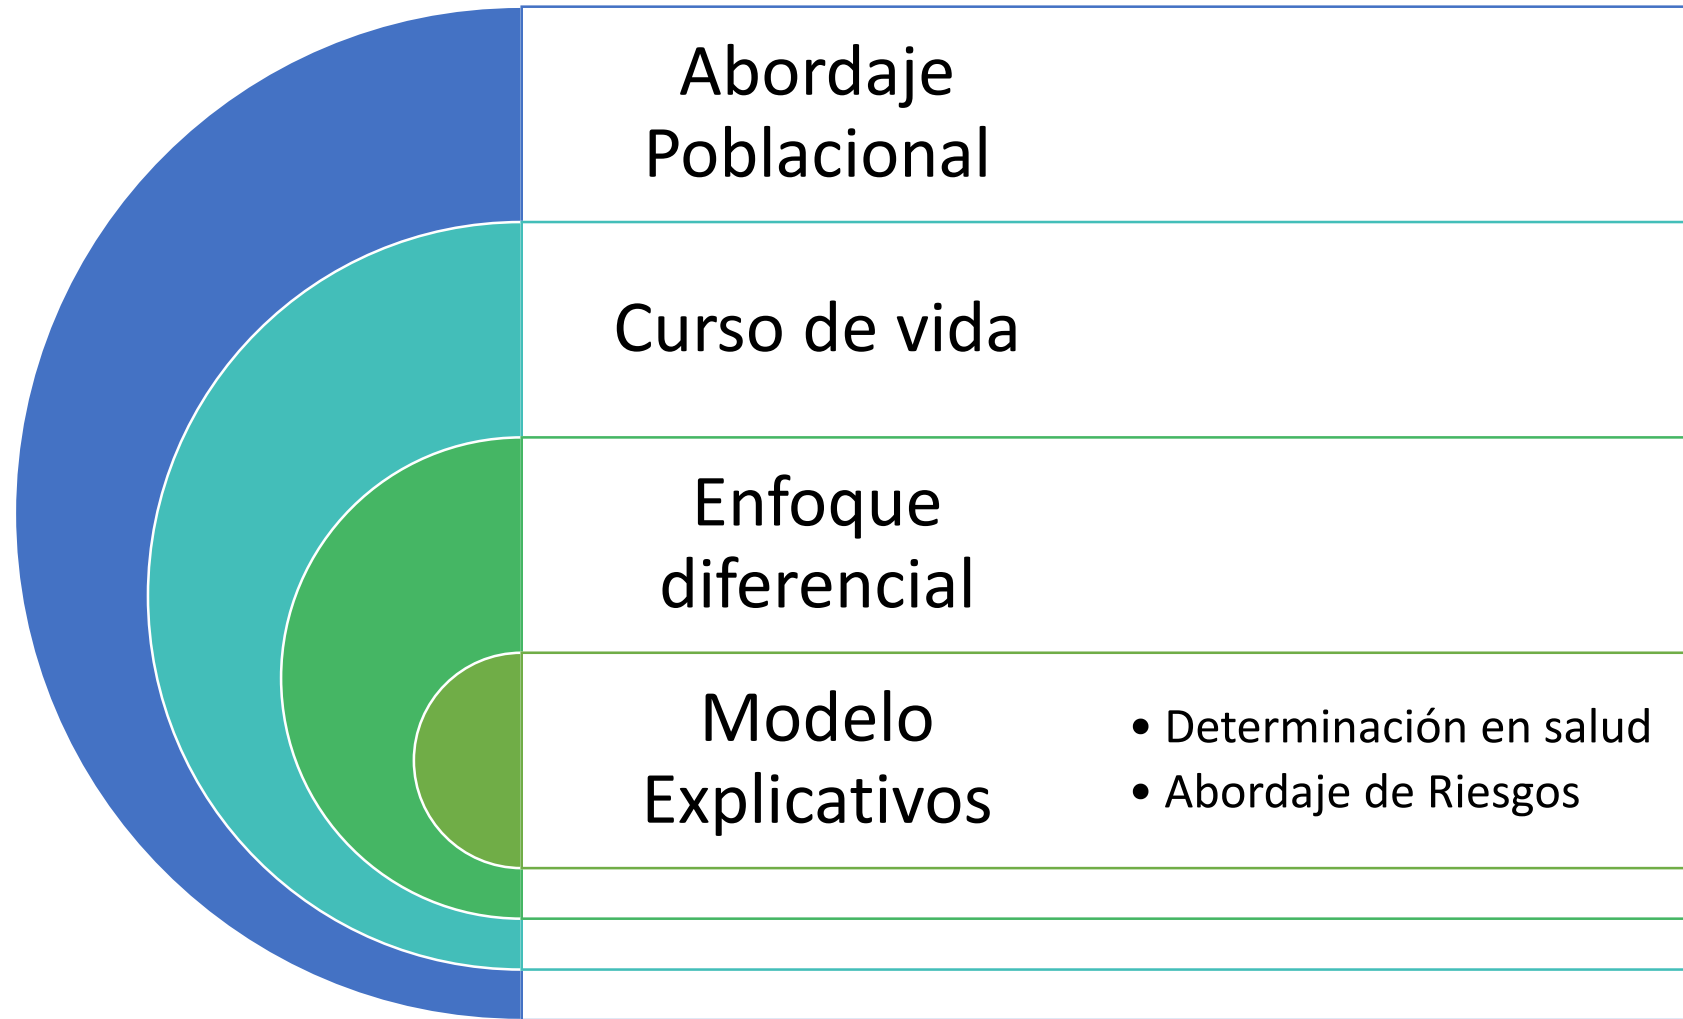 Abordaje
Poblacional
Curso de vida
Enfoque
diferencial
Modelo
Explicativos
• Determinación en salud
• Abordaje de Riesgos